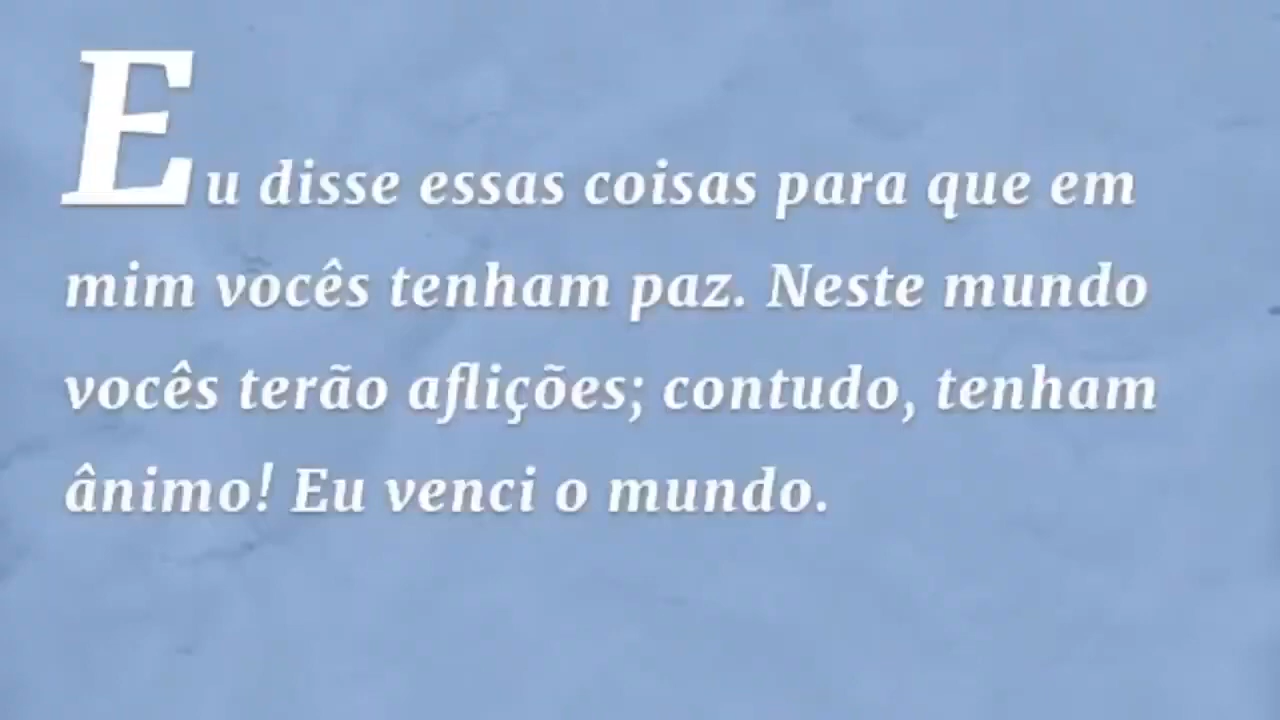 Eu disse essas coisas para que em
mim vocês tenham paz. Neste mundo
vocês terão aflições; contudo, tenham
ânimo! Eu venci o mundo.